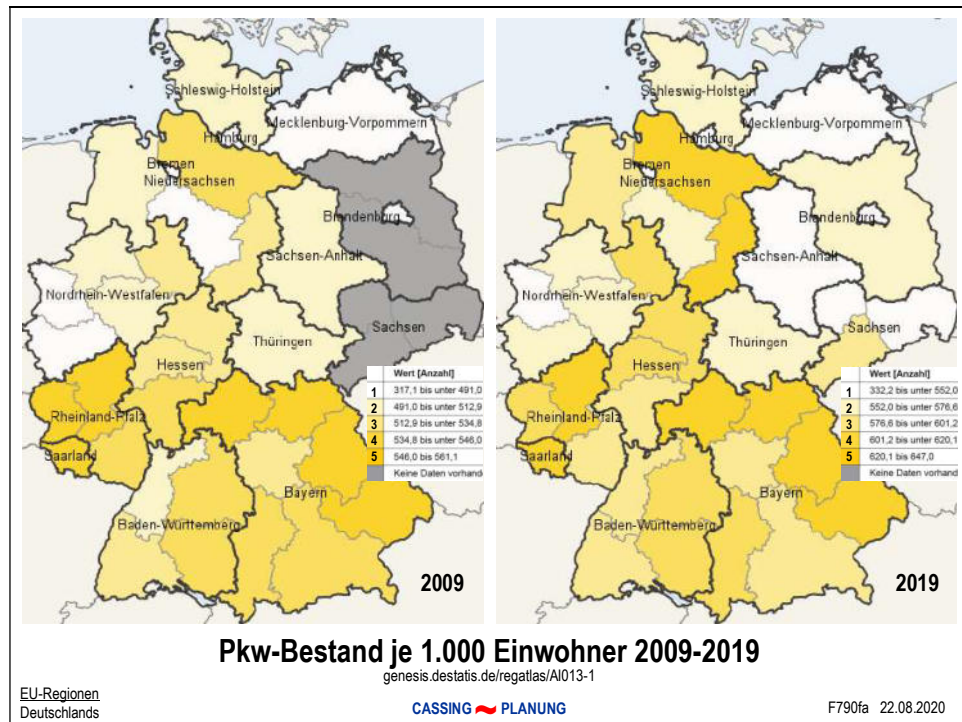 Schleswig-Holstein
Mecklenburg-Vorpommern
Hamburg
Bremen
Niedersachsen
Brandenburg
Sachsen-Anhalt
Nordrhein-Westfalen
Sachsen
Thüringen
Hessen
Rheinland-Pfalz
Saarland
Bayern
Baden-Württemberg
Wert [Anzahl]
1 317,1 bis unter 491,0
2 491,0 bis unter 512,9
3 512,9 bis unter 534,8
4 534,8 bis unter 546,0
5 546,0 bis 561,1
Keine Daten vorhand
2009
Schleswig-Holstein
Mecklenburg-Vorpommern
Hamburg
Bremen
Niedersachsen
Brandenburg
Sachsen-Anhalt
Nordrhein-Westfalen
Sachsen
Thüringen
Hessen
Rheinland-Pfalz
Saarland
Bayern
Baden-Württemberg
Wert [Anzahl]
1 332,2 bis unter 552,0
2 552,0 bis unter 576,6
3 576,6 bis unter 601,2
4 601,2 bis unter 620,1
5 620,1 bis 647,0
Keine Daten vorhand
2019
Pkw-Bestand je 1.000 Einwohner 2009-2019
genesis.destatis.de/regatlas/AI013-1
EU-Regionen
Deutschlands
CASSING PLANUNG
F790fa 22.08.2020